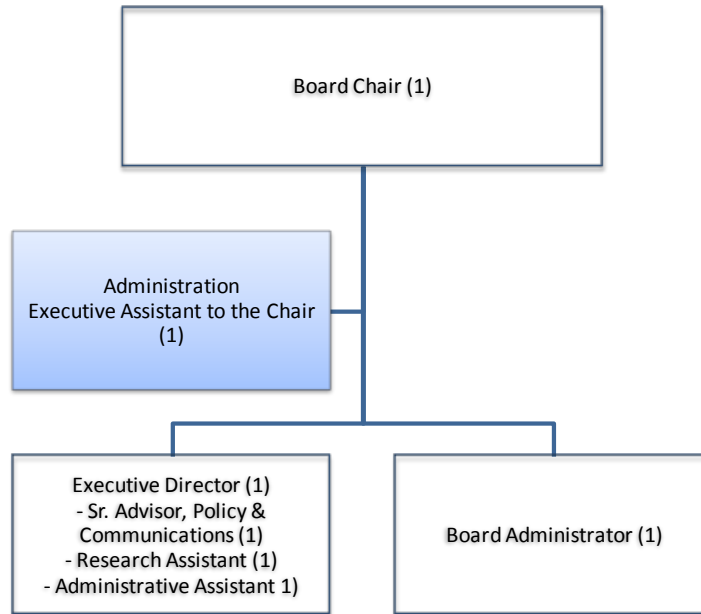 Board Chair (1)
Administration
Executive Assistant to the Chair
(1)
Executive Director (1)
- Sr. Advisor, Policy &
Communications (1)
- Research Assistant (1)
- Administrative Assistant 1)
Board Administrator (1)